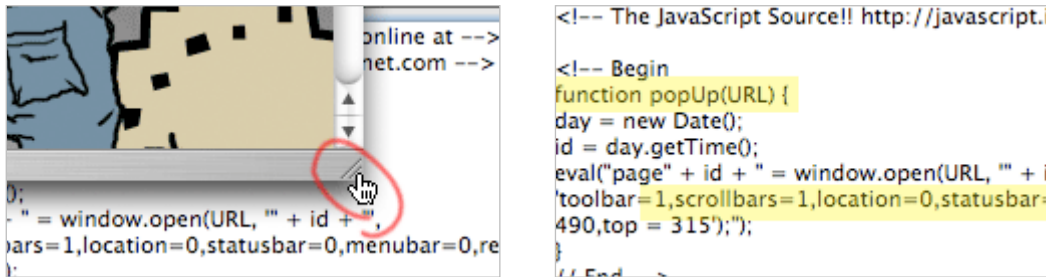 online at -->
net.com -->
();
" = window.open(URL, '" + id + "',
bars=1,location=0,statusbar=0,menubar=0,re
);
<!-- The JavaScript Source!! http://javascript.i
<!-- Begin
function popUp(URL) {
day = new Date();
id = day.getTime();
eval("page" + id + " = window.open(URL, '" + i
'toolbar=1,scrollbars=1,location=0,statusbar=
490,top = 315');");
}
// End -->